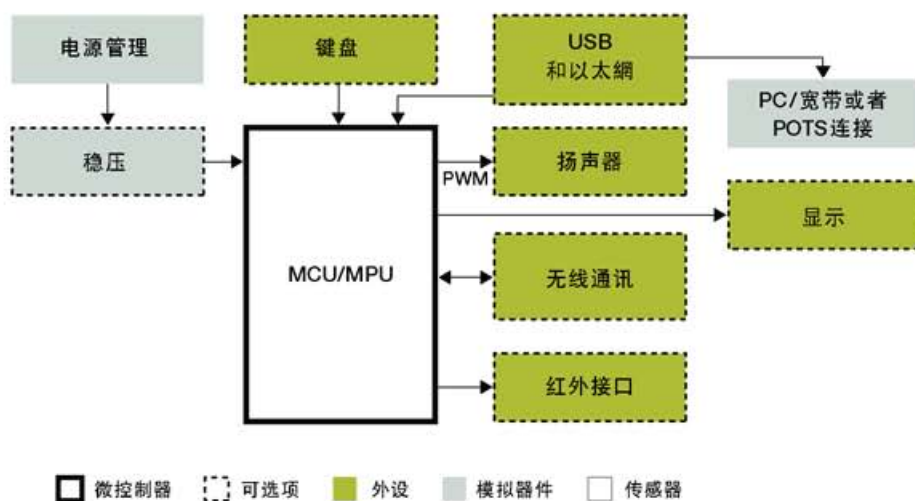 电源管理
键盘
USB
和以太網
PC/宽带或者
POTS连接
稳压
PWM
扬声器
显示
MCU/MPU
无线通讯
红外接口
微控制器
可选项
外设
模拟器件
传感器